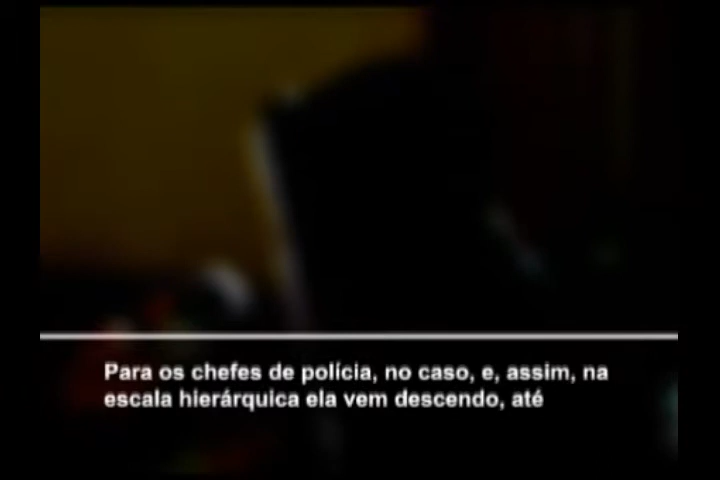 Para os chefes de polícia, no caso, e, assim, na
escala hierárquica ela vem descendo, até